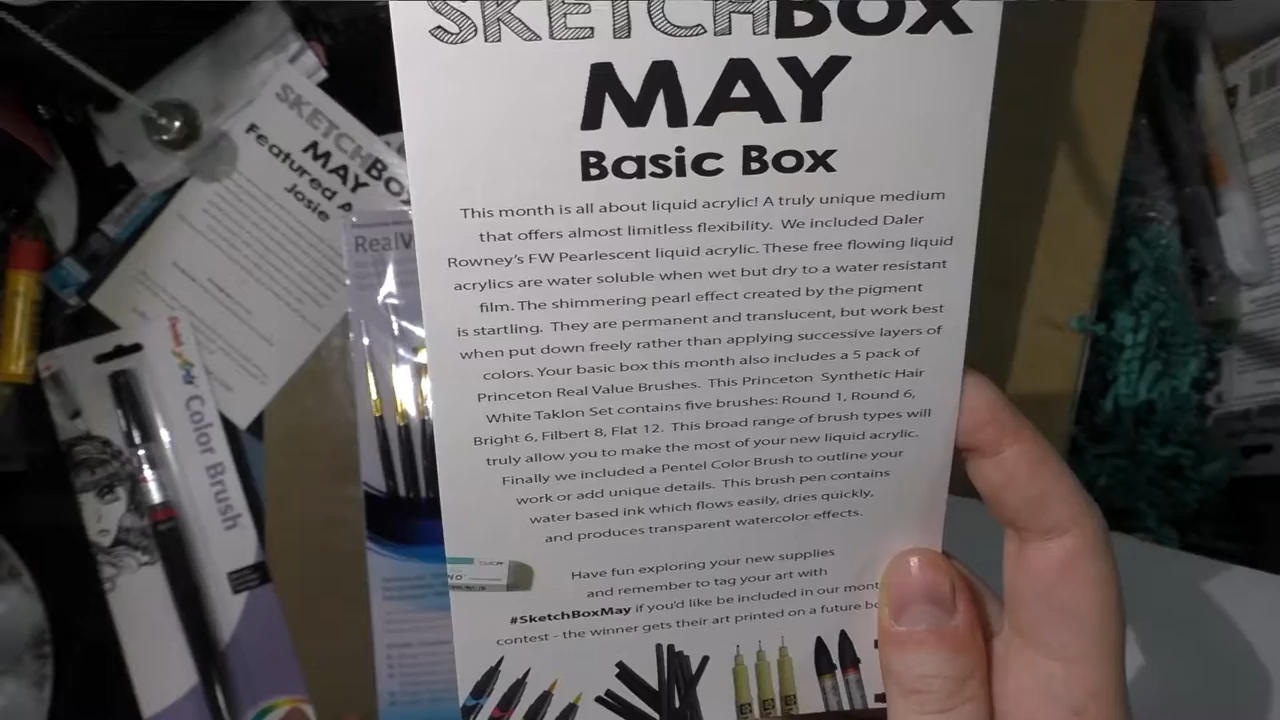 SKETCHBOX
MAY
Basic Box
This month is all about liquid acrylic! A truly unique medium
that offers almost limitless flexibility. We included Daler
Rowney's FW Pearlescent liquid acrylic. These free flowing liquid
acrylics are water soluble when wet but dry to a water resistant
film. The shimmering pearl effect created by the pigment
is startling. They are permanent and translucent, but work best
when put down freely rather than applying successive layers of
colors. Your basic box this month also includes a 5 pack of
Princeton Real Value Brushes. This Princeton Synthetic Hair
White Taklon Set contains five brushes: Round 1, Round 6,
Bright 6, Filbert 8, Flat 12. This broad range of brush types will
truly allow you to make the most of your new liquid acrylic.
Finally we included a Pentel Color Brush to outline your
work or add unique details. This brush pen contains
water based ink which flows easily, dries quickly,
and produces transparent watercolor effects.
Have fun exploring your new supplies
and remember to tag your art with
#SketchBoxMay if you'd like be included in our mont
contest - the winner gets their art printed on a future bo
SKETCHBO
MAY
Featured A
Josie
RealV
Pentel Arts
Color Brush